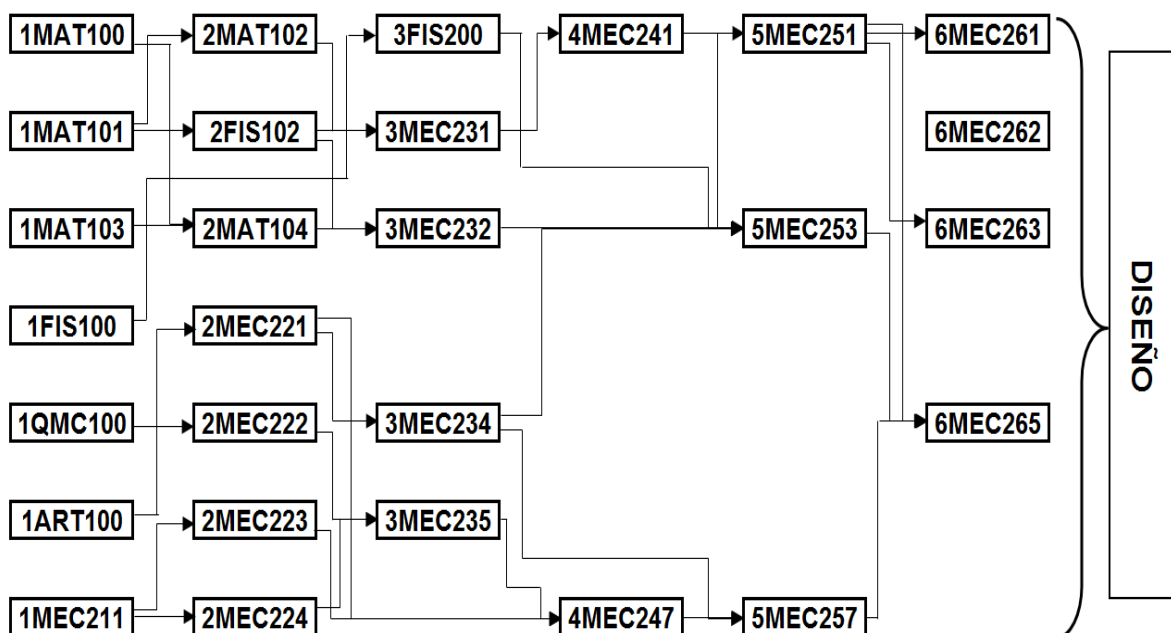 1MAT100
2MAT102
3FIS200
4MEC241
5MEC251
6MEC261
1MAT101
2FIS102
3MEC231
6MEC262
1MAT103
2MAT104
3MEC232
5MEC253
6MEC263
1FIS100
2MEC221
1QMC100
2MEC222
3MEC234
6MEC265
1ART100
2MEC223
3MEC235
1MEC211
2MEC224
4MEC247
5MEC257
DISEÑO